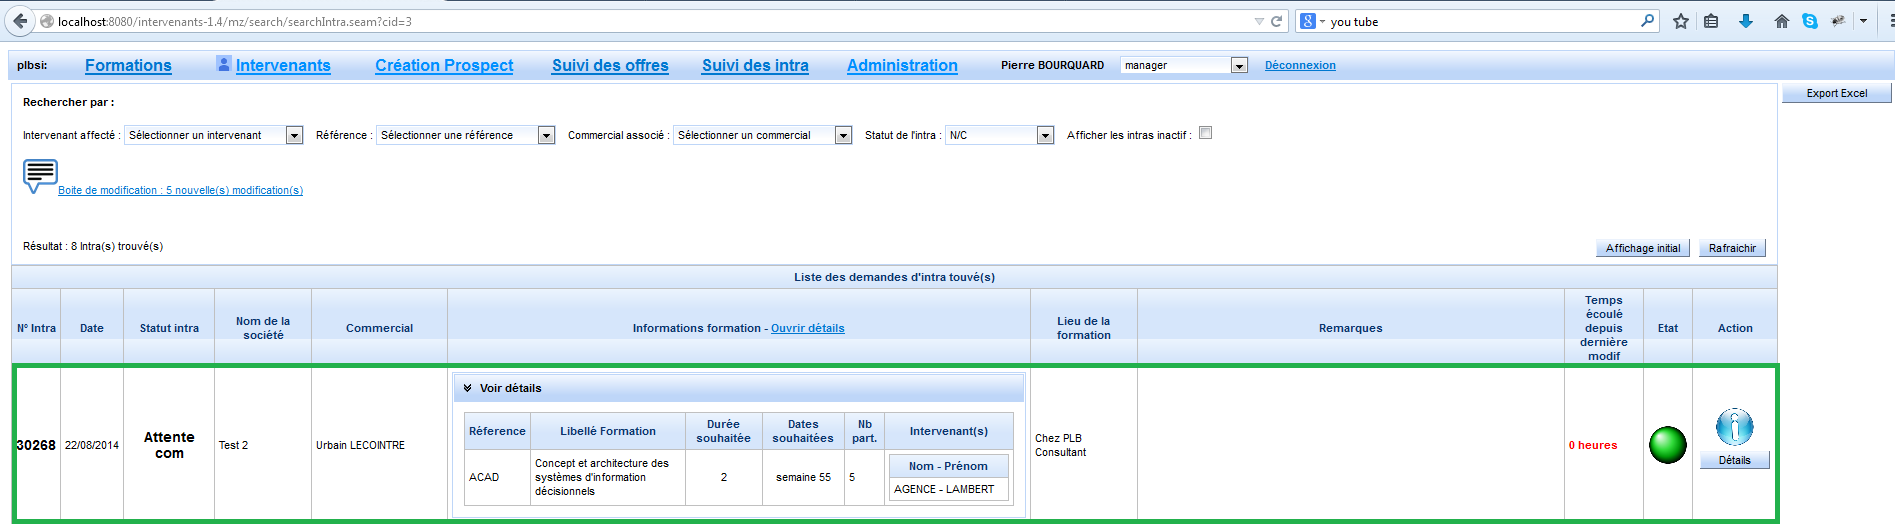 localhost:8080/intervenants-1.4/mz/search/searchIntra.seam?cid=3
you tube
plbsi: Formations Intervenants Création Prospect Suivi des offres Suivi des intra Administration Pierre BOURQUARD manager Déconnexion
Export Excel
Rechercher par :
Intervenant affecté : Sélectionner un intervenant Référence : Sélectionner une référence Commercial associé : Sélectionner un commercial Statut de l'intra : N/C Afficher les intras inactif :
Boite de modification : 5 nouvelle(s) modification(s)
Résultat : 8 Intra(s) trouvé(s)
Affichage initial Rafraichir
Liste des demandes d'intra touvé(s)
N° Intra
Date
Statut intra
Nom de la
société
Commercial
Informations formation - Ouvrir détails
Lieu de la
formation
Remarques
Temps
écoulé
depuis
dernière
modif
Etat
Action
30268
22/08/2014
Attente
com
Test 2
Urbain LECOINTRE
Voir détails
Réference
Libellé Formation
Durée
souhaitée
Dates
souhaitées
Nb
part.
Intervenant(s)
ACAD
Concept et architecture des
systèmes d'information
décisionnels
2
semaine 55
5
Nom - Prénom
AGENCE - LAMBERT
Chez PLB
Consultant
0 heures
Détails